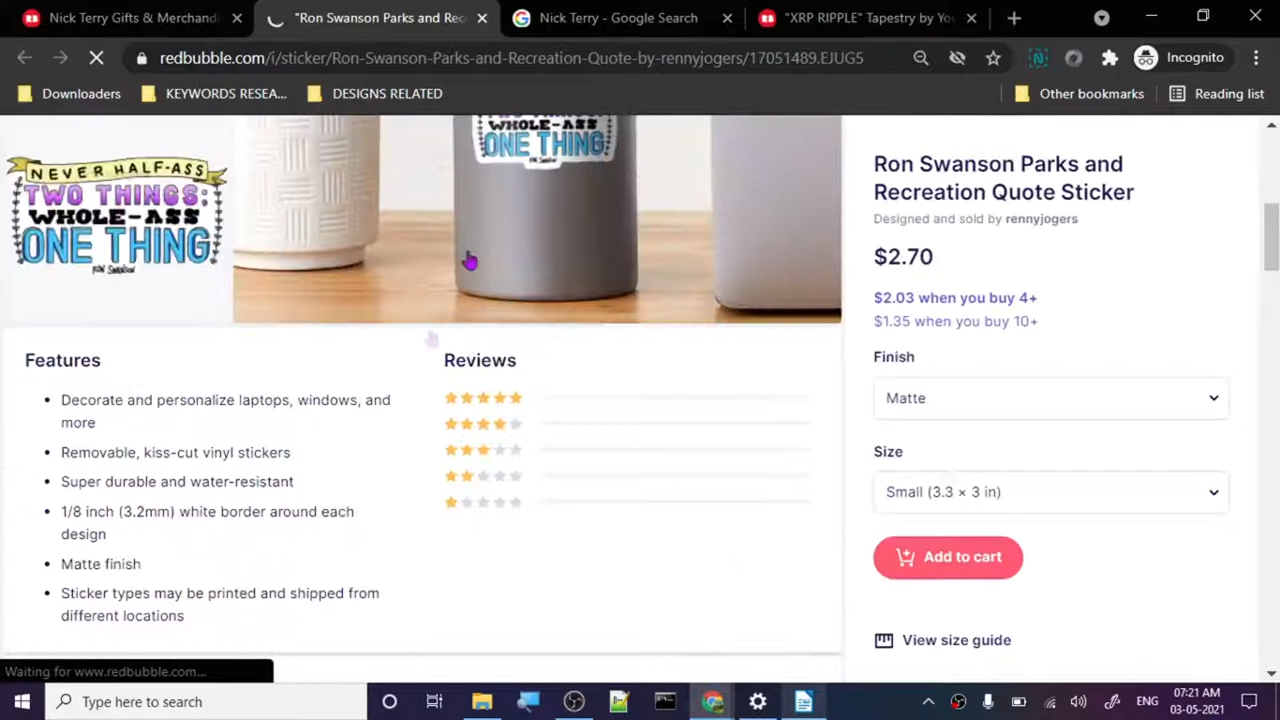 Nick Terry Gifts & Merchand
"Ron Swanson Parks and Rec
Nick Terry - Google Search
"XRP RIPPLE" Tapestry by You
redbubble.com/i/sticker/Ron-Swanson-Parks-and-Recreation-Quote-by-rennyjogers/17051489.EJUG5
Incognito
Downloaders
KEYWORDS RESEA...
DESIGNS RELATED
Other bookmarks
Reading list
WHOLE-ASS
ONE THING
NEVER HALF-ASS
TWO THINGS:
WHOLE-ASS
ONE THING
RON SWANSON
Ron Swanson Parks and
Recreation Quote Sticker
Designed and sold by rennyjogers
$2.70
$2.03 when you buy 4+
$1.35 when you buy 10+
Finish
Matte
Size
Small (3.3 × 3 in)
Add to cart
View size guide
Features
Decorate and personalize laptops, windows, and
more
Removable, kiss-cut vinyl stickers
Super durable and water-resistant
1/8 inch (3.2mm) white border around each
design
Matte finish
Sticker types may be printed and shipped from
different locations
Reviews
Waiting for www.redbubble.com...
Type here to search
ENG
07:21 AM
03-05-2021